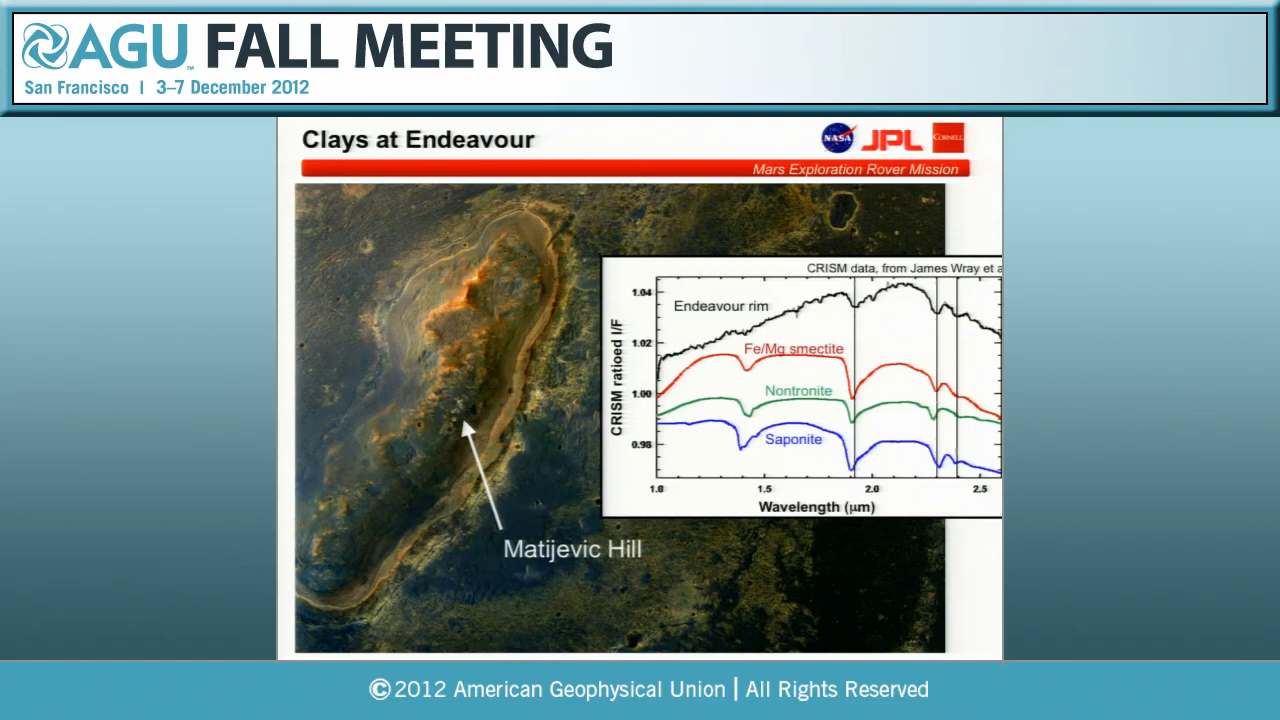 AGU FALL MEETING
San Francisco | 3–7 December 2012
Clays at Endeavour
NASA JPL CORNELL
Mars Exploration Rover Mission
CRISM data, from James Wray et a
Endeavour rim
Fe/Mg smectite
Nontronite
Saponite
CRISM ratioed I/F
1.04
1.02
1.00
0.98
1.0 1.5 2.0 2.5
Wavelength (μm)
Matijevic Hill
©2012 American Geophysical Union | All Rights Reserved